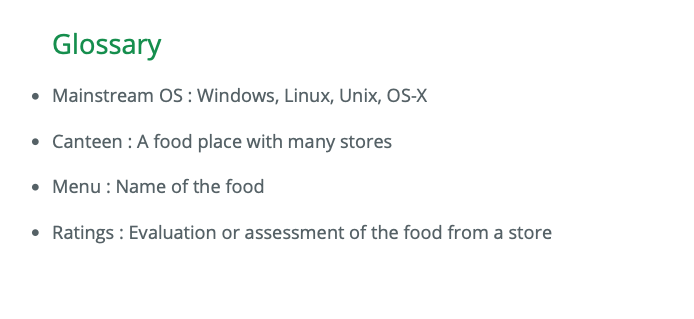 Glossary
• Mainstream OS : Windows, Linux, Unix, OS-X
• Canteen : A food place with many stores
• Menu : Name of the food
• Ratings : Evaluation or assessment of the food from a store